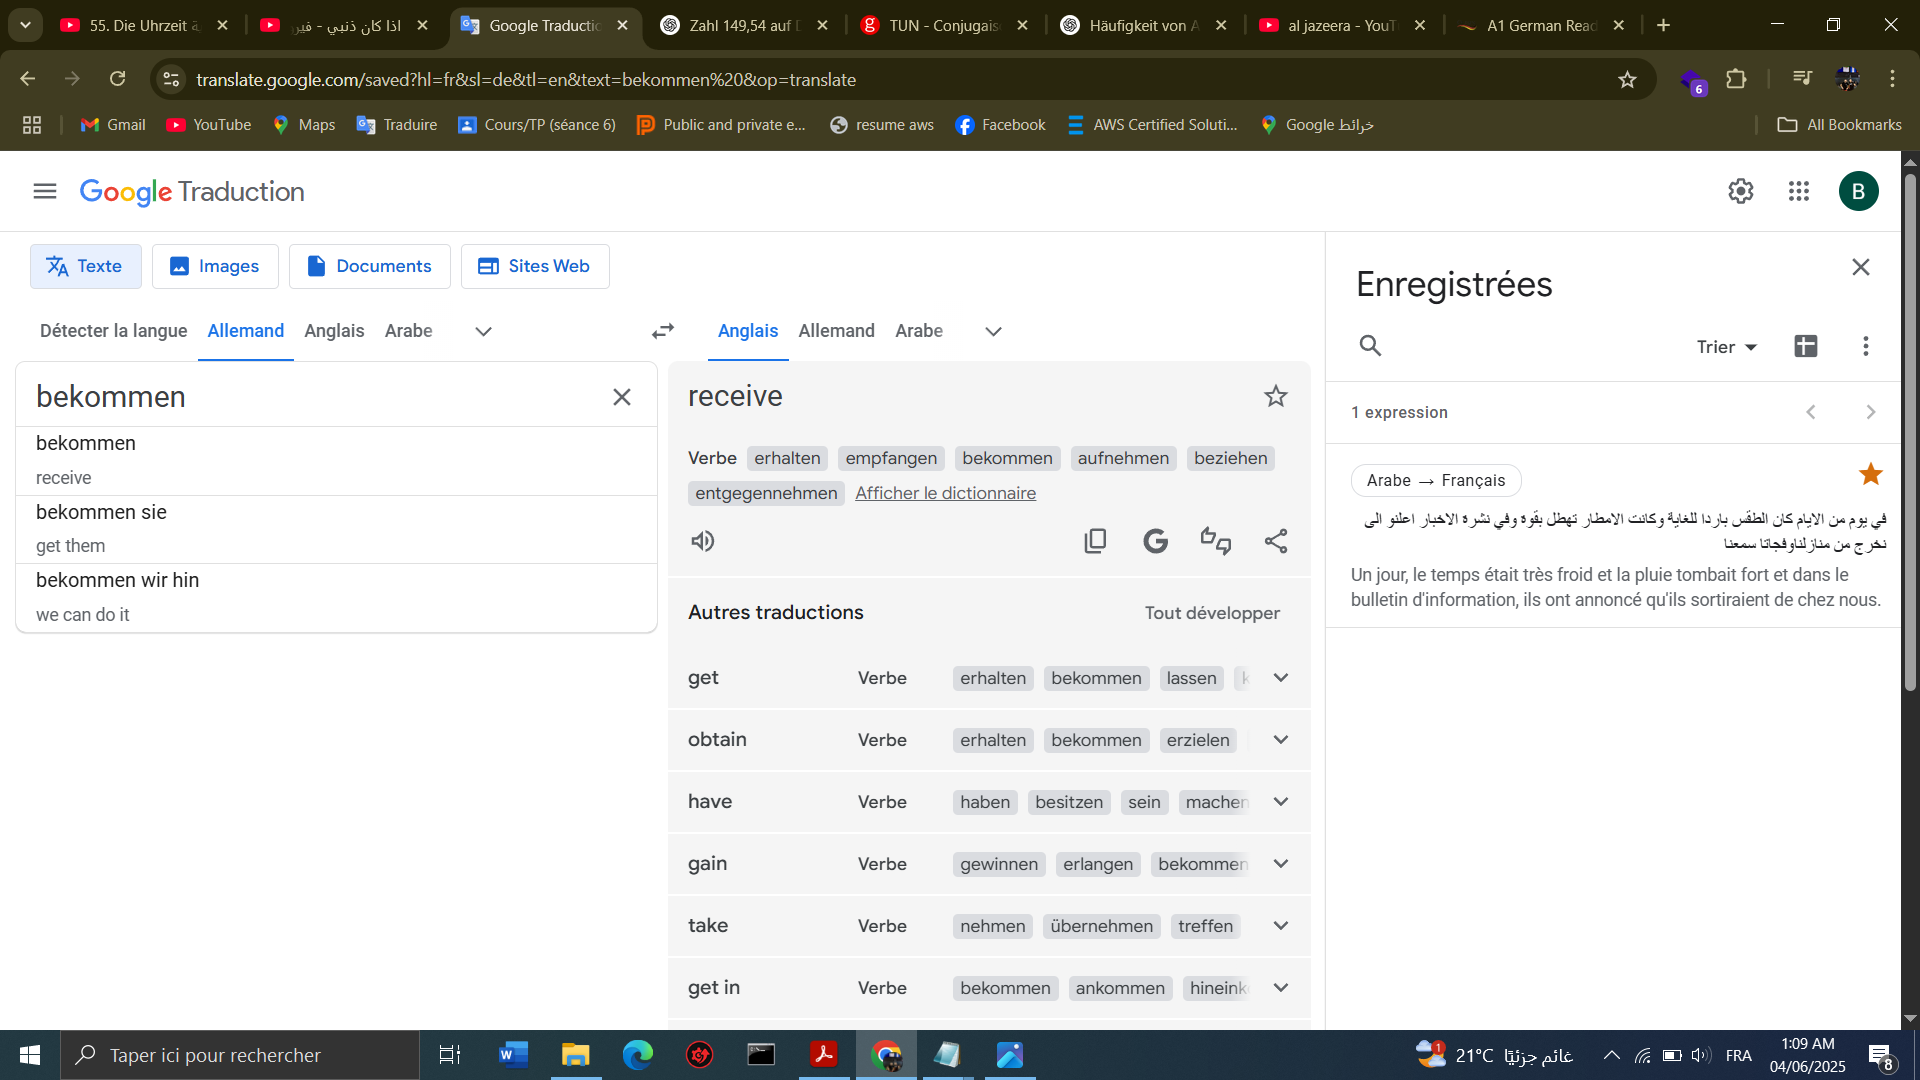 55. Die Uhrzeit
اذا كان ذنبي - فير
Google Traductio
Zahl 149,54 auf D
TUN - Conjugais
Häufigkeit von A
al jazeera - YouT
A1 German Read
translate.google.com/saved?hl=fr&sl=de&tl=en&text=bekommen%20&op=translate
6
Gmail
YouTube
Maps
Traduire
Cours/TP (séance 6)
Public and private e...
resume aws
Facebook
AWS Certified Soluti...
خرائط Google
All Bookmarks
Google Traduction
B
Texte
Images
Documents
Sites Web
Détecter la langue
Allemand
Anglais
Arabe
Anglais
Allemand
Arabe
bekommen
bekommen
receive
bekommen sie
get them
bekommen wir hin
we can do it
receive
Verbe erhalten empfangen bekommen aufnehmen beziehen
entgegennehmen Afficher le dictionnaire
Autres traductions
Tout développer
get Verbe erhalten bekommen lassen k
obtain Verbe erhalten bekommen erzielen
have Verbe haben besitzen sein machen
gain Verbe gewinnen erlangen bekommen
take Verbe nehmen übernehmen treffen
get in Verbe bekommen ankommen hineink
Enregistrées
Trier
1 expression
Arabe → Français
في يوم من الايام كان الطقس باردا للغاية وكانت الامطار تهطل بقوة وفي نشرة الاخبار اعلنو الى
نخرج من منازلناوفجاتا سمعنا
Un jour, le temps était très froid et la pluie tombait fort et dans le
bulletin d'information, ils ont annoncé qu'ils sortiraient de chez nous.
Taper ici pour rechercher
1
21°C غائم جزئيًا
FRA
1:09 AM
04/06/2025
8